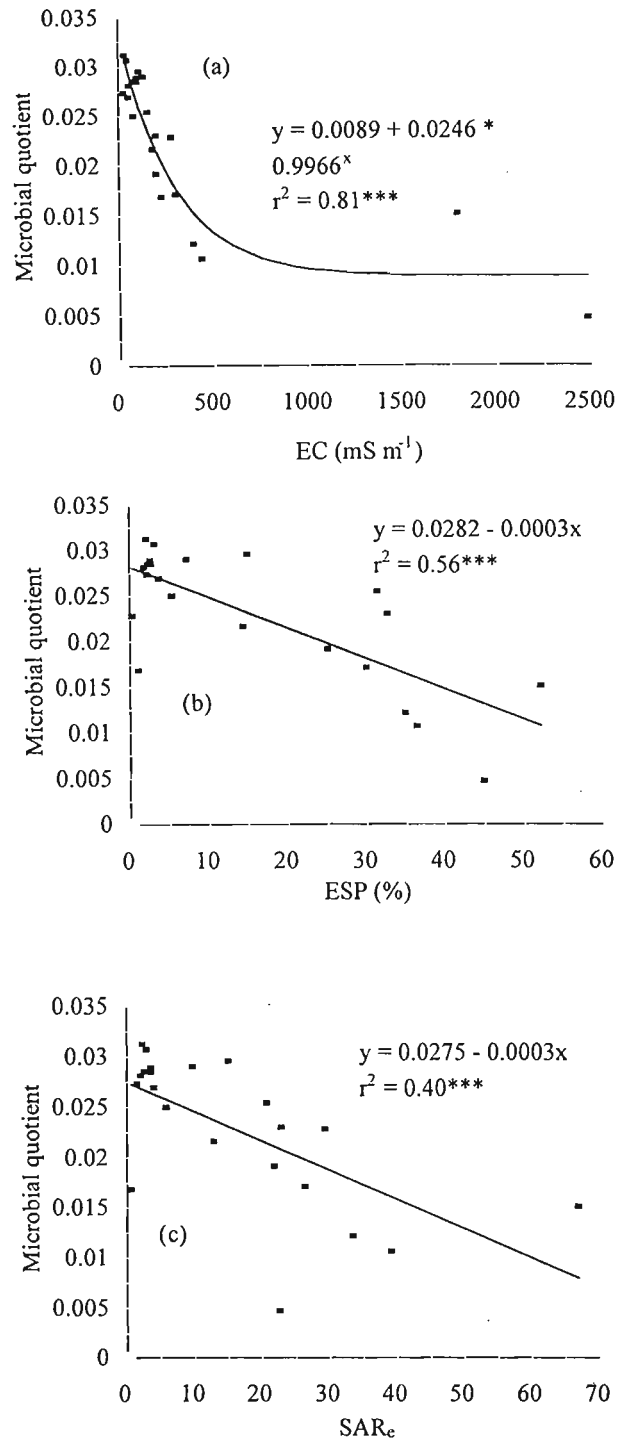 0.035
0.03
0.025
0.02
0.015
0.01
0.005
0
Microbial quotient
(a)
y = 0.0089 + 0.0246 *
0.9966ˣ
r² = 0.81***
0 500 1000 1500 2000 2500
EC (mS m⁻¹)
0.035
0.03
0.025
0.02
0.015
0.01
0.005
0
Microbial quotient
y = 0.0282 - 0.0003x
r² = 0.56***
(b)
0 10 20 30 40 50 60
ESP (%)
0.035
0.03
0.025
0.02
0.015
0.01
0.005
0
Microbial quotient
y = 0.0275 - 0.0003x
r² = 0.40***
(c)
0 10 20 30 40 50 60 70
SARₑ